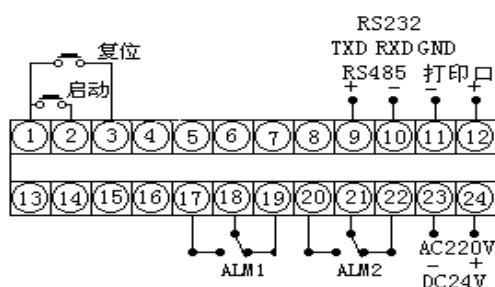 RS232
复位
TXD RXD GND
启动
RS485 打印口
+ − − +
1 2 3 4 5 6 7 8 9 10 11 12
13 14 15 16 17 18 19 20 21 22 23 24
ALM1
ALM2
AC220V
− +
DC24V